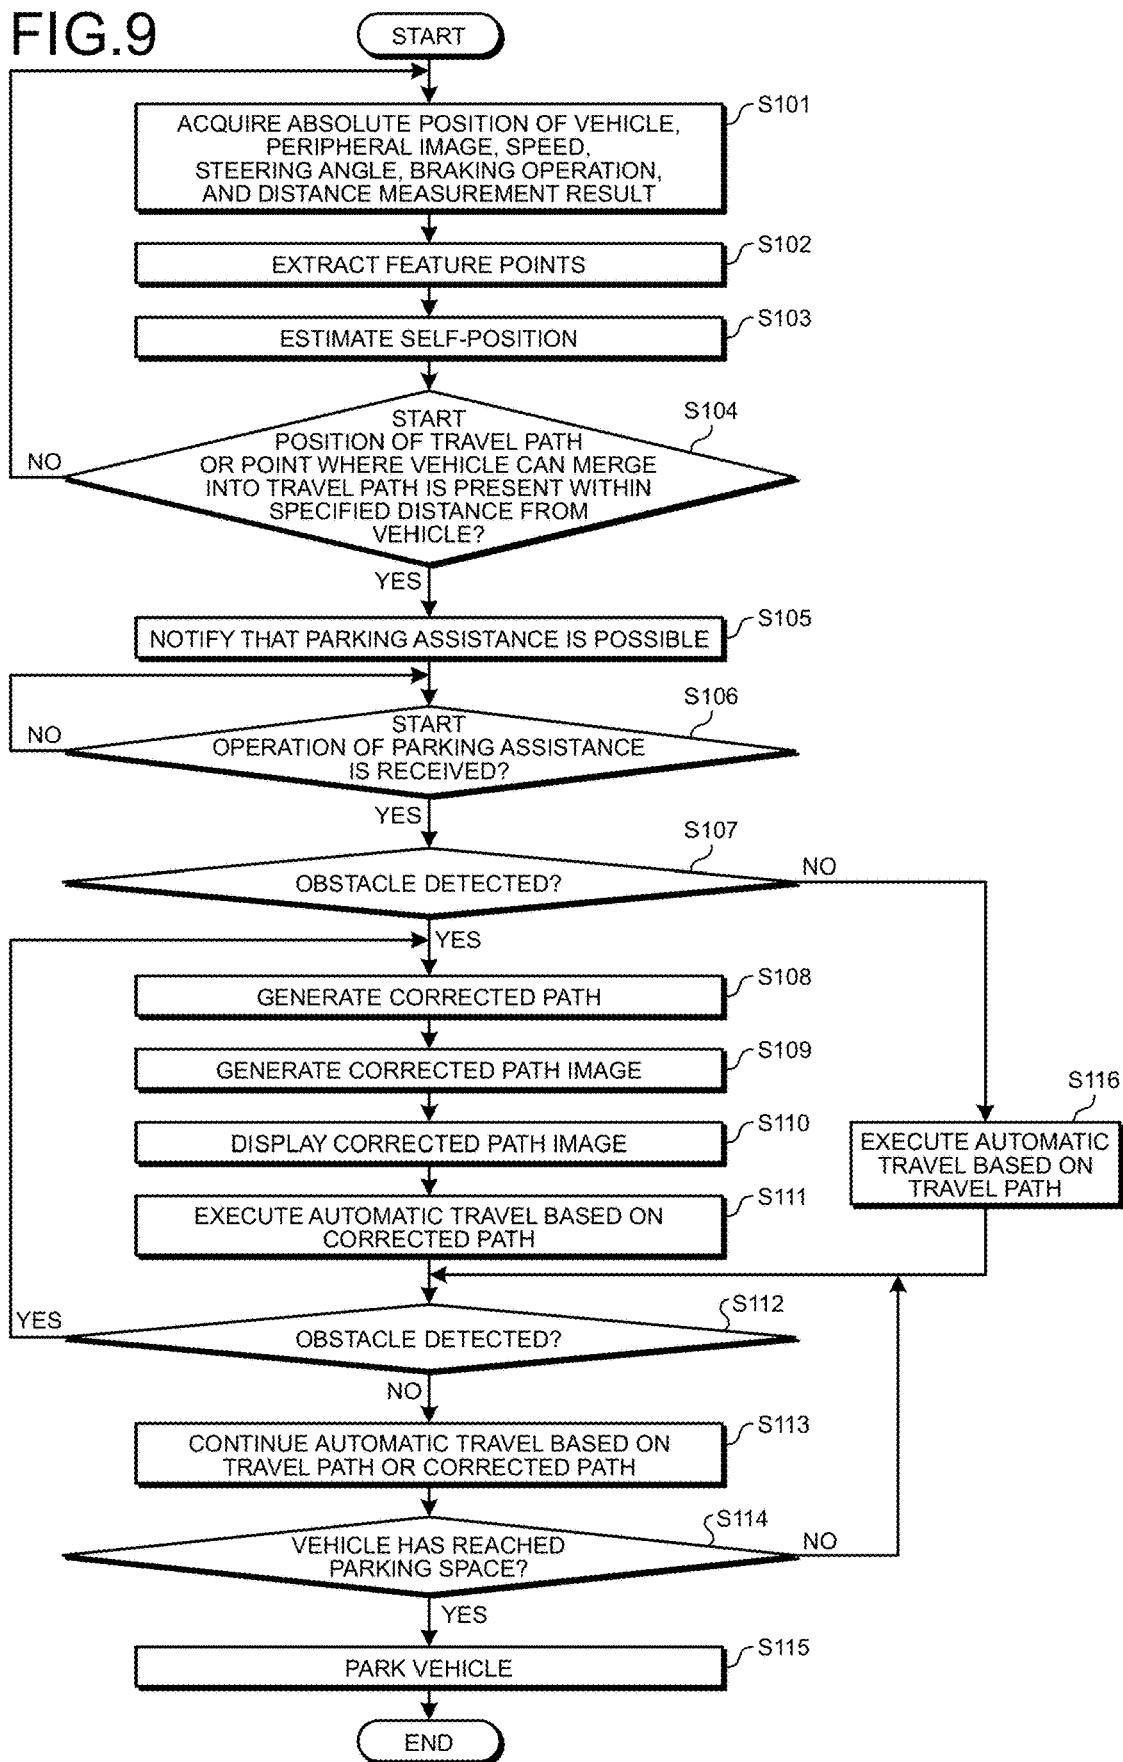 FIG.9
START
S101
ACQUIRE ABSOLUTE POSITION OF VEHICLE,
PERIPHERAL IMAGE, SPEED,
STEERING ANGLE, BRAKING OPERATION,
AND DISTANCE MEASUREMENT RESULT
S102
EXTRACT FEATURE POINTS
S103
ESTIMATE SELF-POSITION
S104
START
POSITION OF TRAVEL PATH
OR POINT WHERE VEHICLE CAN MERGE
INTO TRAVEL PATH IS PRESENT WITHIN
SPECIFIED DISTANCE FROM
VEHICLE?
NO
YES
S105
NOTIFY THAT PARKING ASSISTANCE IS POSSIBLE
S106
START
OPERATION OF PARKING ASSISTANCE
IS RECEIVED?
NO
YES
S107
OBSTACLE DETECTED?
NO
YES
S108
GENERATE CORRECTED PATH
S109
GENERATE CORRECTED PATH IMAGE
S110
DISPLAY CORRECTED PATH IMAGE
S116
EXECUTE AUTOMATIC
TRAVEL BASED ON
TRAVEL PATH
S111
EXECUTE AUTOMATIC TRAVEL BASED ON
CORRECTED PATH
S112
OBSTACLE DETECTED?
YES
NO
S113
CONTINUE AUTOMATIC TRAVEL BASED ON
TRAVEL PATH OR CORRECTED PATH
S114
VEHICLE HAS REACHED
PARKING SPACE?
NO
YES
S115
PARK VEHICLE
END